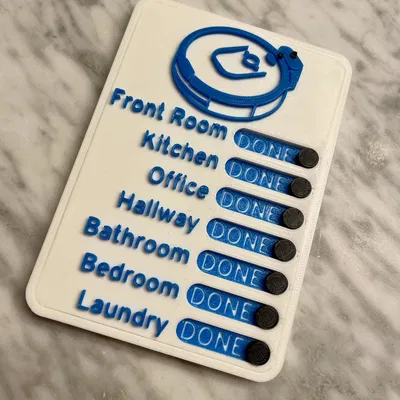 Front Room DONE
Kitchen DONE
Office DONE
Hallway DONE
Bathroom DONE
Bedroom DONE
Laundry DONE